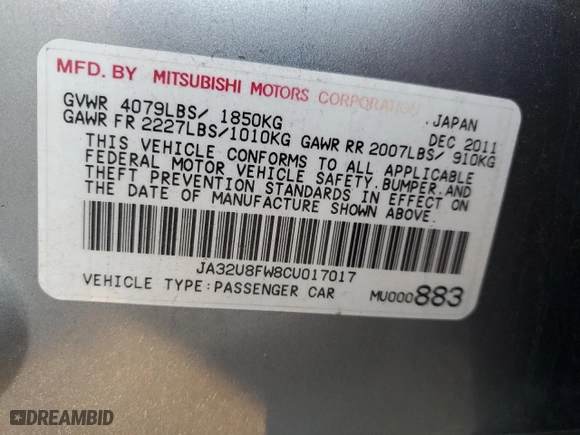 MFD. BY MITSUBISHI MOTORS CORPORATION
JAPAN
GVWR 4079LBS/ 1850KG DEC 2011
GAWR FR 2227LBS/1010KG GAWR RR 2007LBS/ 910KG
THIS VEHICLE CONFORMS TO ALL APPLICABLE
FEDERAL MOTOR VEHICLE SAFETY, BUMPER, AND
THEFT PREVENTION STANDARDS IN EFFECT ON
THE DATE OF MANUFACTURE SHOWN ABOVE.
JA32U8FW8CU017017
VEHICLE TYPE:PASSENGER CAR MU000883
DREAMBID